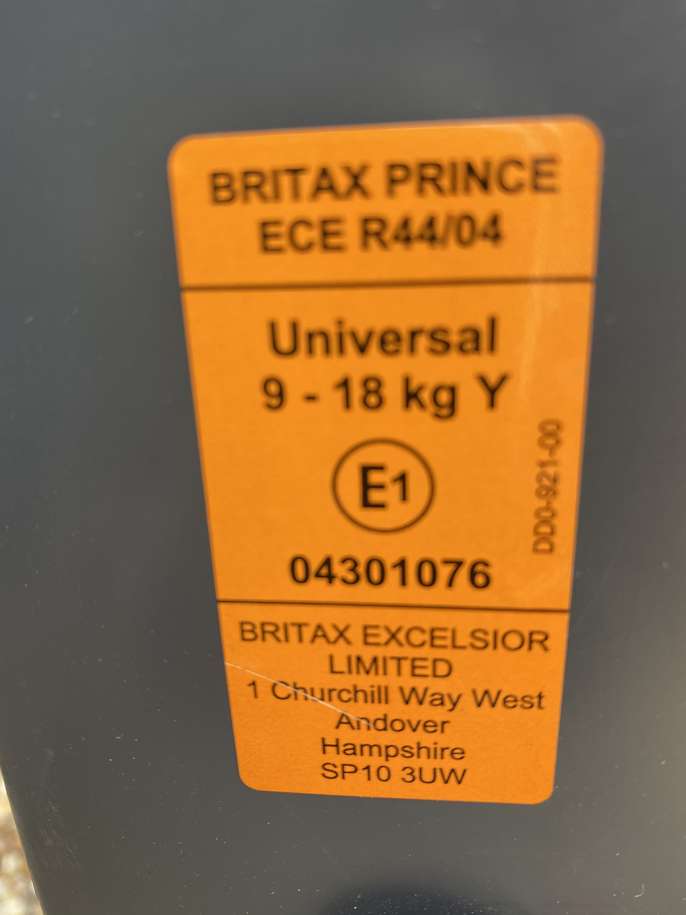 BRITAX PRINCE
ECE R44/04
Universal
9 - 18 kg Y
E1
04301076
DD0-921-00
BRITAX EXCELSIOR
LIMITED
1 Churchill Way West
Andover
Hampshire
SP10 3UW